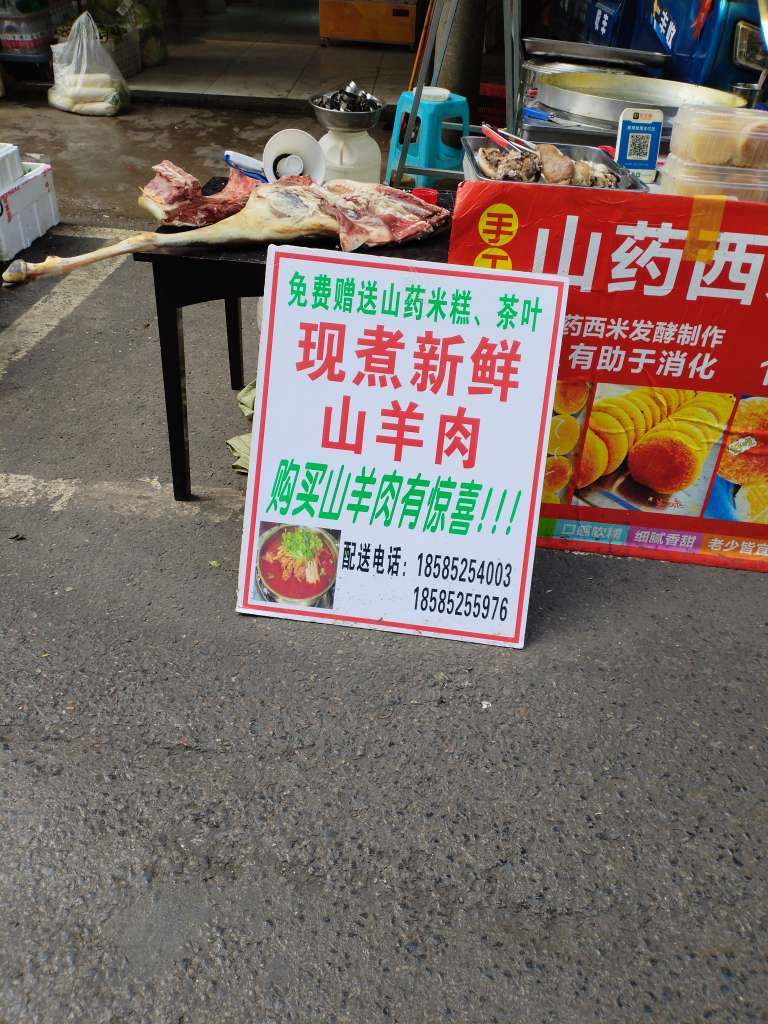 免费赠送山药米糕、茶叶
现煮新鲜
山羊肉
购买山羊肉有惊喜!!!
配送电话：18585254003
18585255976
手工
山药西
药西米发酵制作
有助于消化
口感软糯
细腻香甜
老少皆宜